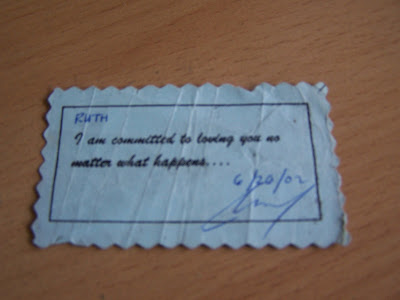 RUTH
I am committed to loving you no
matter what happens....
6/20/02